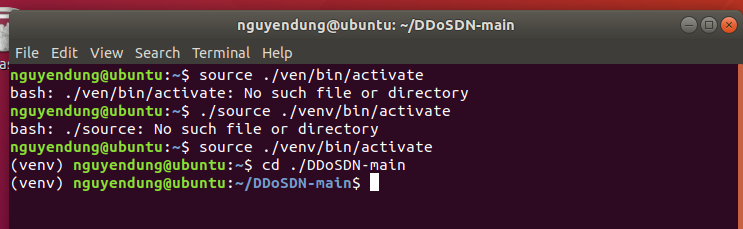 nguyendung@ubuntu: ~/DDoSDN-main
File Edit View Search Terminal Help
nguyendung@ubuntu:~$ source ./ven/bin/activate
bash: ./ven/bin/activate: No such file or directory
nguyendung@ubuntu:~$ ./source ./venv/bin/activate
bash: ./source: No such file or directory
nguyendung@ubuntu:~$ source ./venv/bin/activate
(venv) nguyendung@ubuntu:~$ cd ./DDoSDN-main
(venv) nguyendung@ubuntu:~/DDoSDN-main$